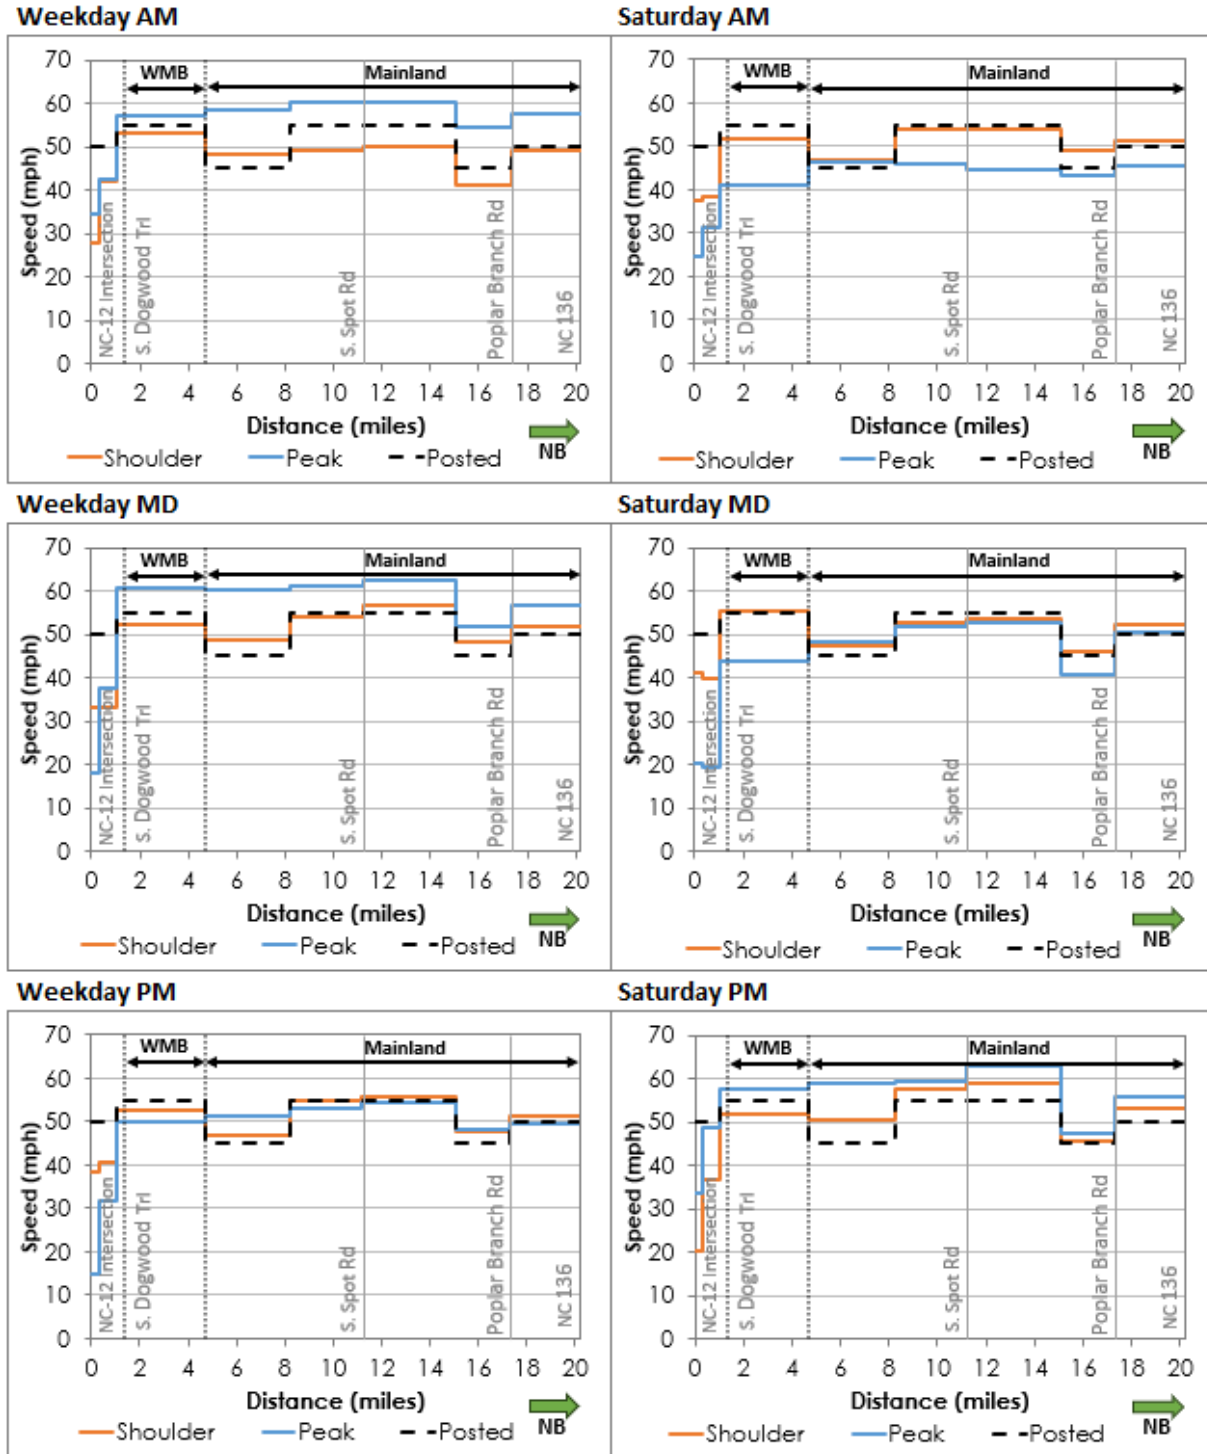 Weekday AM
70
60
50
40
30
20
10
0
Speed (mph)
WMB
Mainland
NC-12 Intersection
S. Dogwood Trl
S. Spot Rd
Poplar Branch Rd
NC 136
0 2 4 6 8 10 12 14 16 18 20
Distance (miles)
NB
Shoulder Peak Posted
Saturday AM
70
60
50
40
30
20
10
0
Speed (mph)
WMB
Mainland
NC-12 Intersection
S. Dogwood Trl
S. Spot Rd
Poplar Branch Rd
NC 136
0 2 4 6 8 10 12 14 16 18 20
Distance (miles)
NB
Shoulder Peak Posted
Weekday MD
70
60
50
40
30
20
10
0
Speed (mph)
WMB
Mainland
NC-12 Intersection
S. Dogwood Trl
S. Spot Rd
Poplar Branch Rd
NC 136
0 2 4 6 8 10 12 14 16 18 20
Distance (miles)
NB
Shoulder Peak Posted
Saturday MD
70
60
50
40
30
20
10
0
Speed (mph)
WMB
Mainland
NC-12 Intersection
S. Dogwood Trl
S. Spot Rd
Poplar Branch Rd
NC 136
0 2 4 6 8 10 12 14 16 18 20
Distance (miles)
NB
Shoulder Peak Posted
Weekday PM
70
60
50
40
30
20
10
0
Speed (mph)
WMB
Mainland
NC-12 Intersection
S. Dogwood Trl
S. Spot Rd
Poplar Branch Rd
NC 136
0 2 4 6 8 10 12 14 16 18 20
Distance (miles)
NB
Shoulder Peak Posted
Saturday PM
70
60
50
40
30
20
10
0
Speed (mph)
WMB
Mainland
NC-12 Intersection
S. Dogwood Trl
S. Spot Rd
Poplar Branch Rd
NC 136
0 2 4 6 8 10 12 14 16 18 20
Distance (miles)
NB
Shoulder Peak Posted